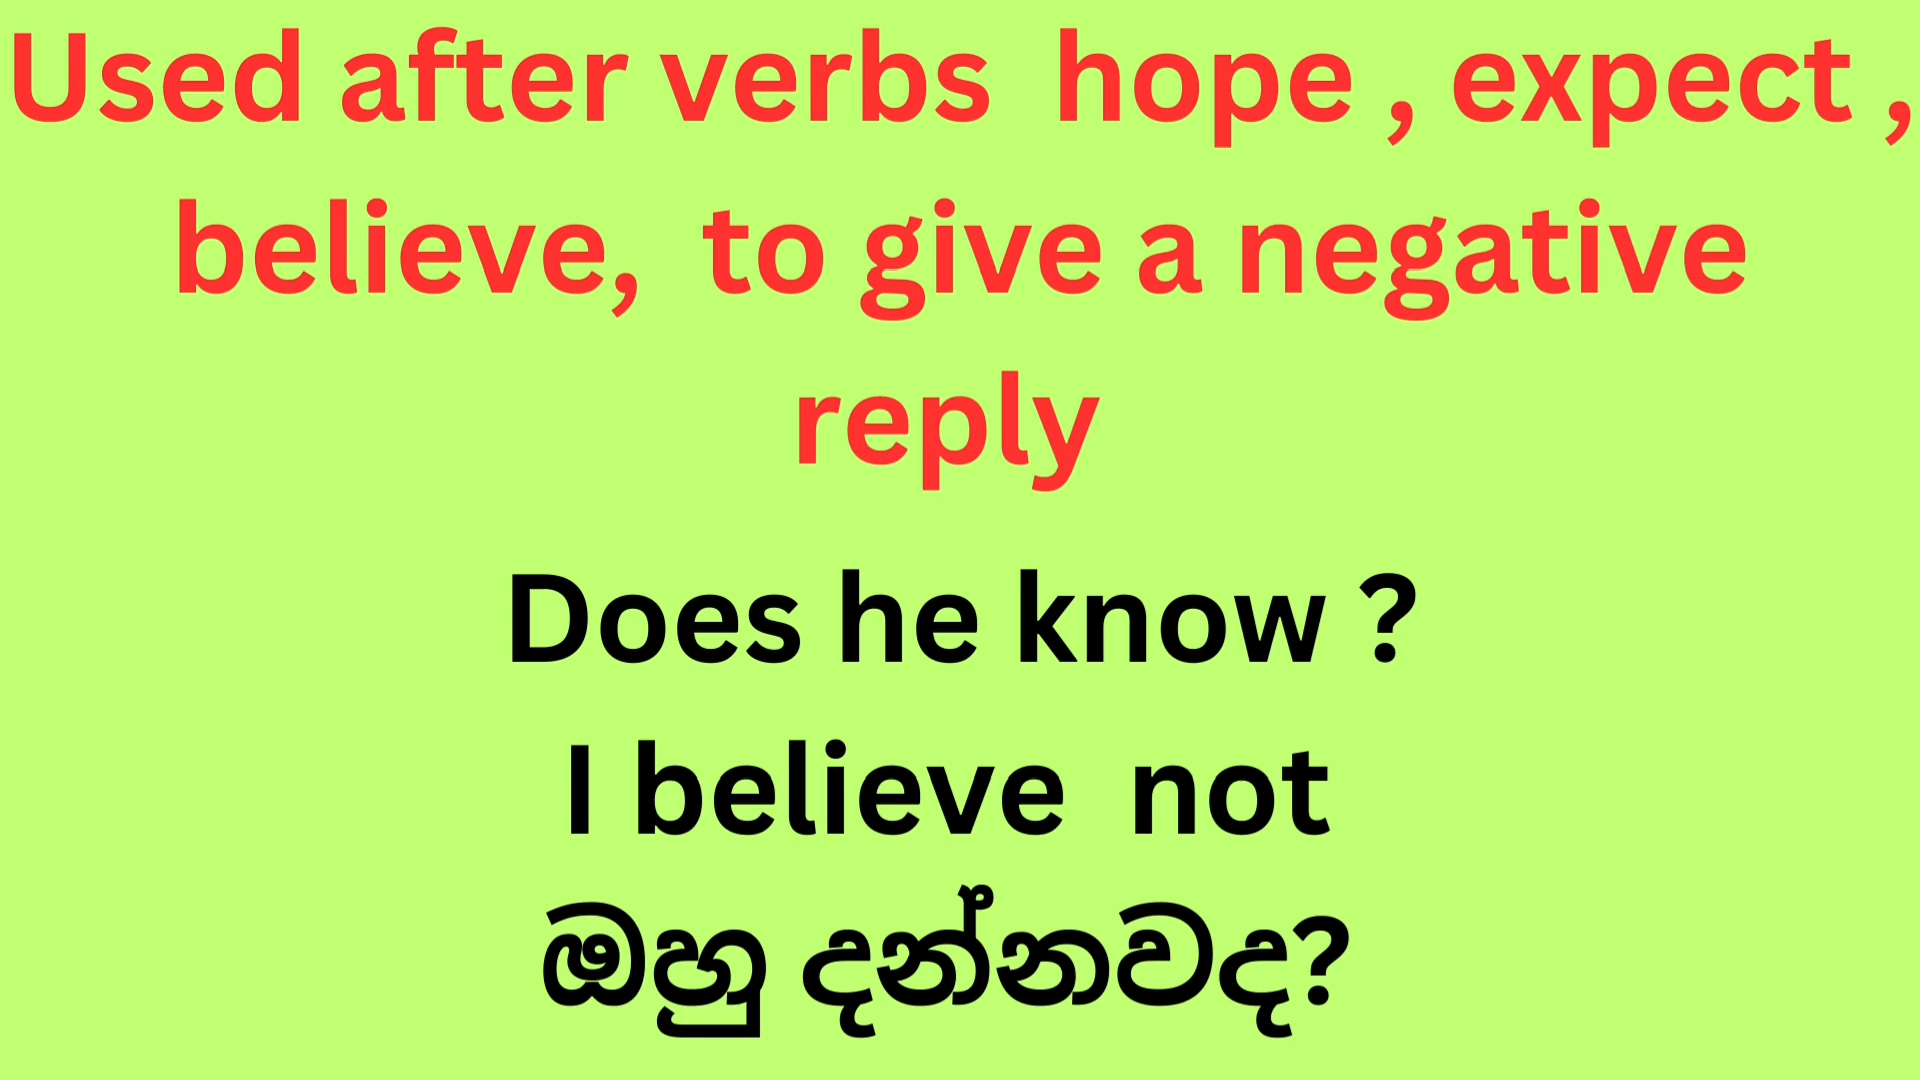 Used after verbs hope , expect ,
believe, to give a negative
reply
Does he know ?
I believe not
ඔහු දන්නවද?